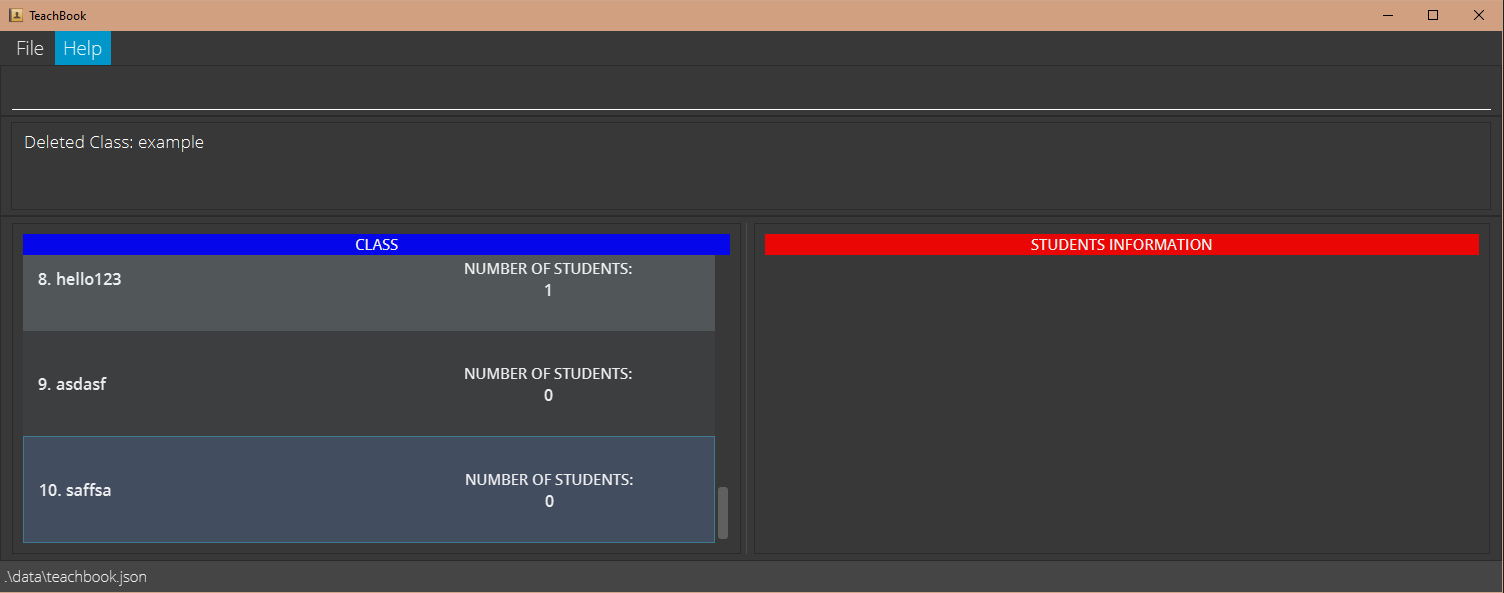 TeachBook
File Help
Deleted Class: example
CLASS
8. hello123
NUMBER OF STUDENTS:
1
9. asdasf
NUMBER OF STUDENTS:
0
10. saffsa
NUMBER OF STUDENTS:
0
STUDENTS INFORMATION
.\data\teachbook.json